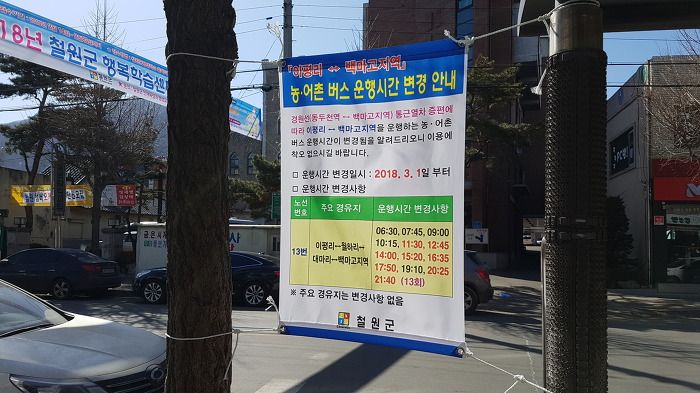 18년 철원군 행복학습센
『이평리 ↔ 백마고지역』
농·어촌 버스 운행시간 변경 안내
경원선(동두천역 ↔ 백마고지역) 통근열차 증편에
따라 이평리 ↔ 백마고지역을 운행하는 농·어촌
버스 운행시간이 변경됨을 알려드리오니 이용에
착오 없으시길 바랍니다.
□ 운행시간 변경일시 : 2018. 3. 1일 부터
□ 운행시간 변경사항
노선번호 주요 경유지 운행시간 변경사항
13번
이평리↔월하리↔
대마리↔백마고지역
06:30, 07:45, 09:00
10:15, 11:30, 12:45
14:00, 15:20, 16:35
17:50, 19:10, 20:25
21:40 (13회)
※ 주요 경유지는 변경사항 없음
철원군